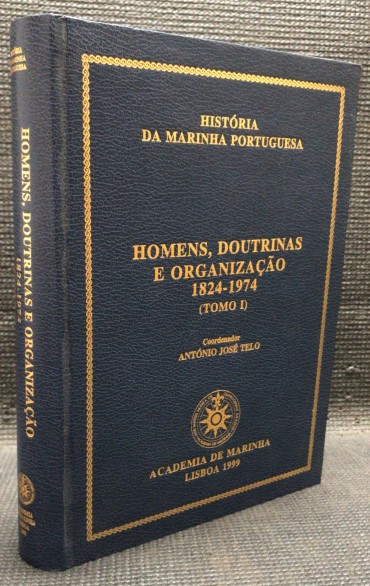 HISTÓRIA
DA MARINHA PORTUGUESA
HOMENS, DOUTRINAS
E ORGANIZAÇÃO
1824-1974
(TOMO I)
Coordenador
ANTÓNIO JOSÉ TELO
ACADEMIA DE MARINHA
LISBOA 1999
HOMENS, DOUTRINAS E ORGANIZAÇÃO
1824-1974